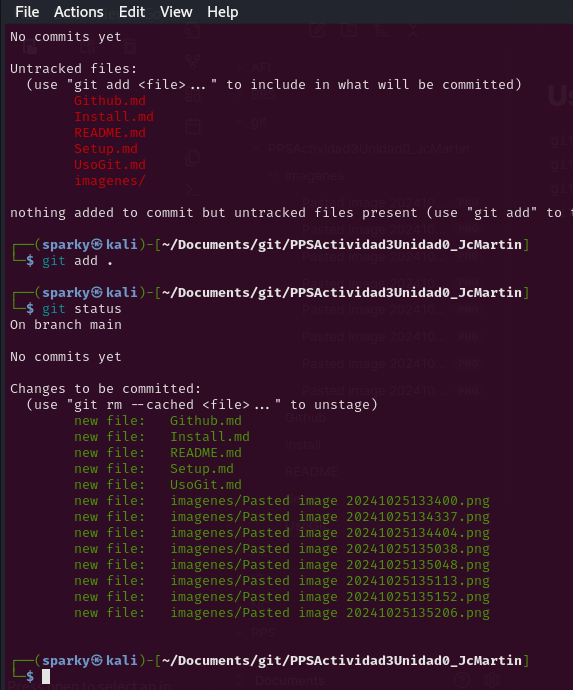 File Actions Edit View Help
No commits yet
Untracked files:
(use "git add <file>..." to include in what will be committed)
Github.md
Install.md
README.md
Setup.md
UsoGit.md
imagenes/
nothing added to commit but untracked files present (use "git add" to
┌──(sparky㉿kali)-[~/Documents/git/PPSActividad3Unidad0_JcMartin]
└─$ git add .
┌──(sparky㉿kali)-[~/Documents/git/PPSActividad3Unidad0_JcMartin]
└─$ git status
On branch main
No commits yet
Changes to be committed:
(use "git rm --cached <file>..." to unstage)
new file:   Github.md
new file:   Install.md
new file:   README.md
new file:   Setup.md
new file:   UsoGit.md
new file:   imagenes/Pasted image 20241025133400.png
new file:   imagenes/Pasted image 20241025134337.png
new file:   imagenes/Pasted image 20241025134404.png
new file:   imagenes/Pasted image 20241025135038.png
new file:   imagenes/Pasted image 20241025135048.png
new file:   imagenes/Pasted image 20241025135113.png
new file:   imagenes/Pasted image 20241025135152.png
new file:   imagenes/Pasted image 20241025135206.png
┌──(sparky㉿kali)-[~/Documents/git/PPSActividad3Unidad0_JcMartin]
└─$